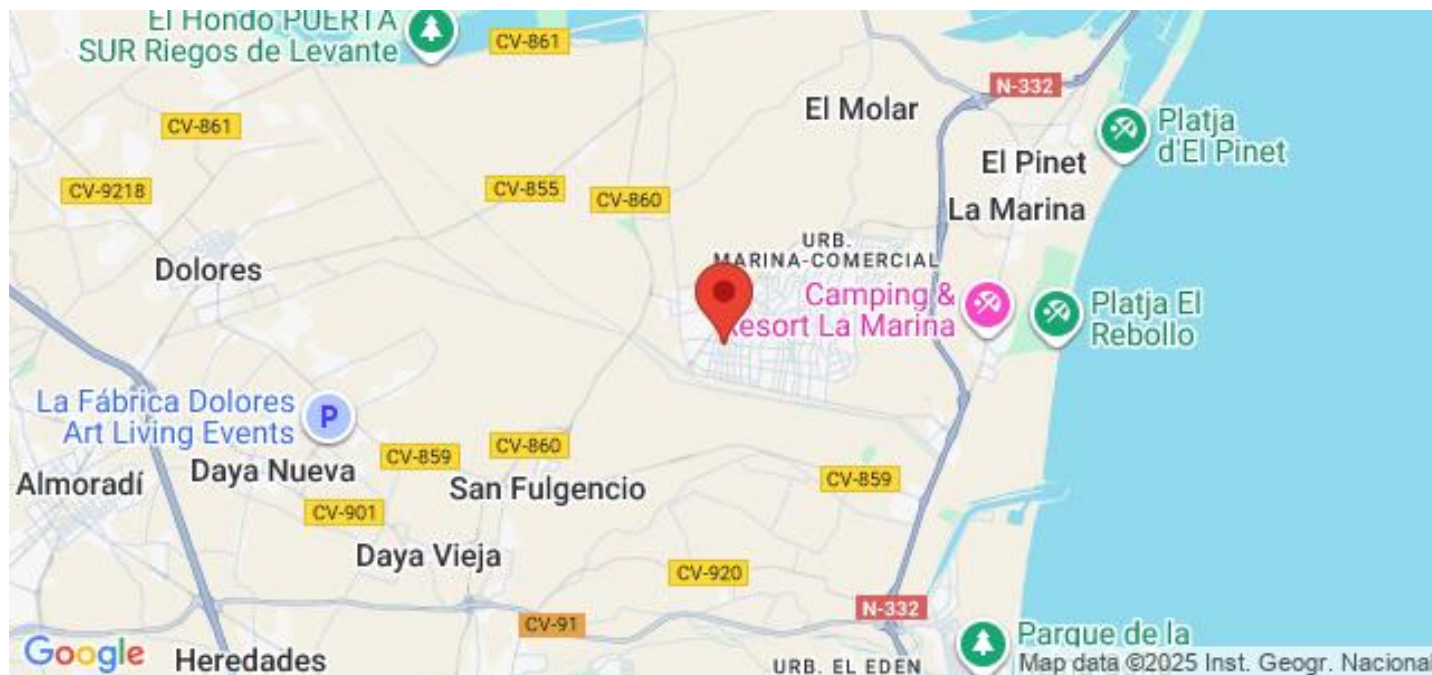 El Hondo PUERTA
SUR Riegos de Levante
CV-861
N-332
El Molar
CV-861
Platja
d'El Pinet
El Pinet
CV-9218
CV-855
CV-860
La Marina
URB.
MARINA-COMERCIAL
Dolores
Camping &
Resort La Marina
Platja El
Rebollo
La Fábrica Dolores
Art Living Events
P
CV-859
CV-860
Daya Nueva
Almoradí
San Fulgencio
CV-859
CV-901
Daya Vieja
CV-920
N-332
CV-91
Google
Heredades
URB. EL EDEN
Parque de la
Map data ©2025 Inst. Geogr. Nacional